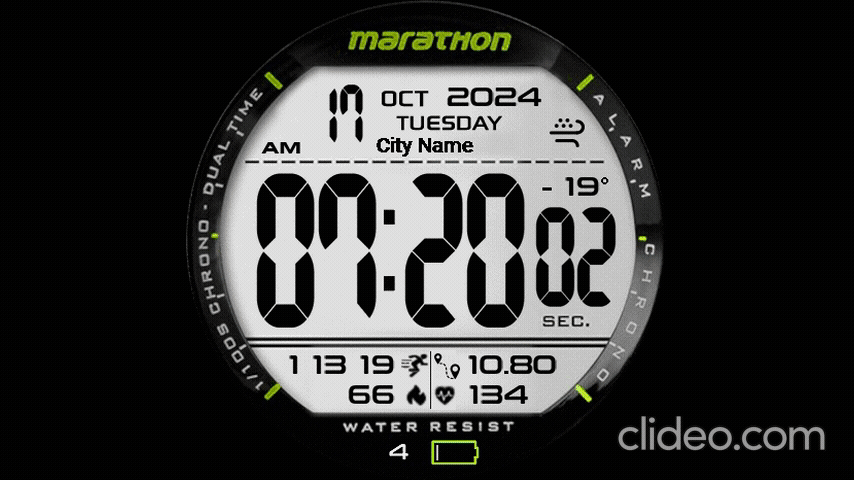 marathon
17 OCT 2024
TUESDAY
AM City Name
07:20 02
- 19°
SEC.
1 13 19 10.80
66 134
WATER RESIST
4
1/100S CHRONO - DUAL TIME
ALARM
CHRONO
clideo.com